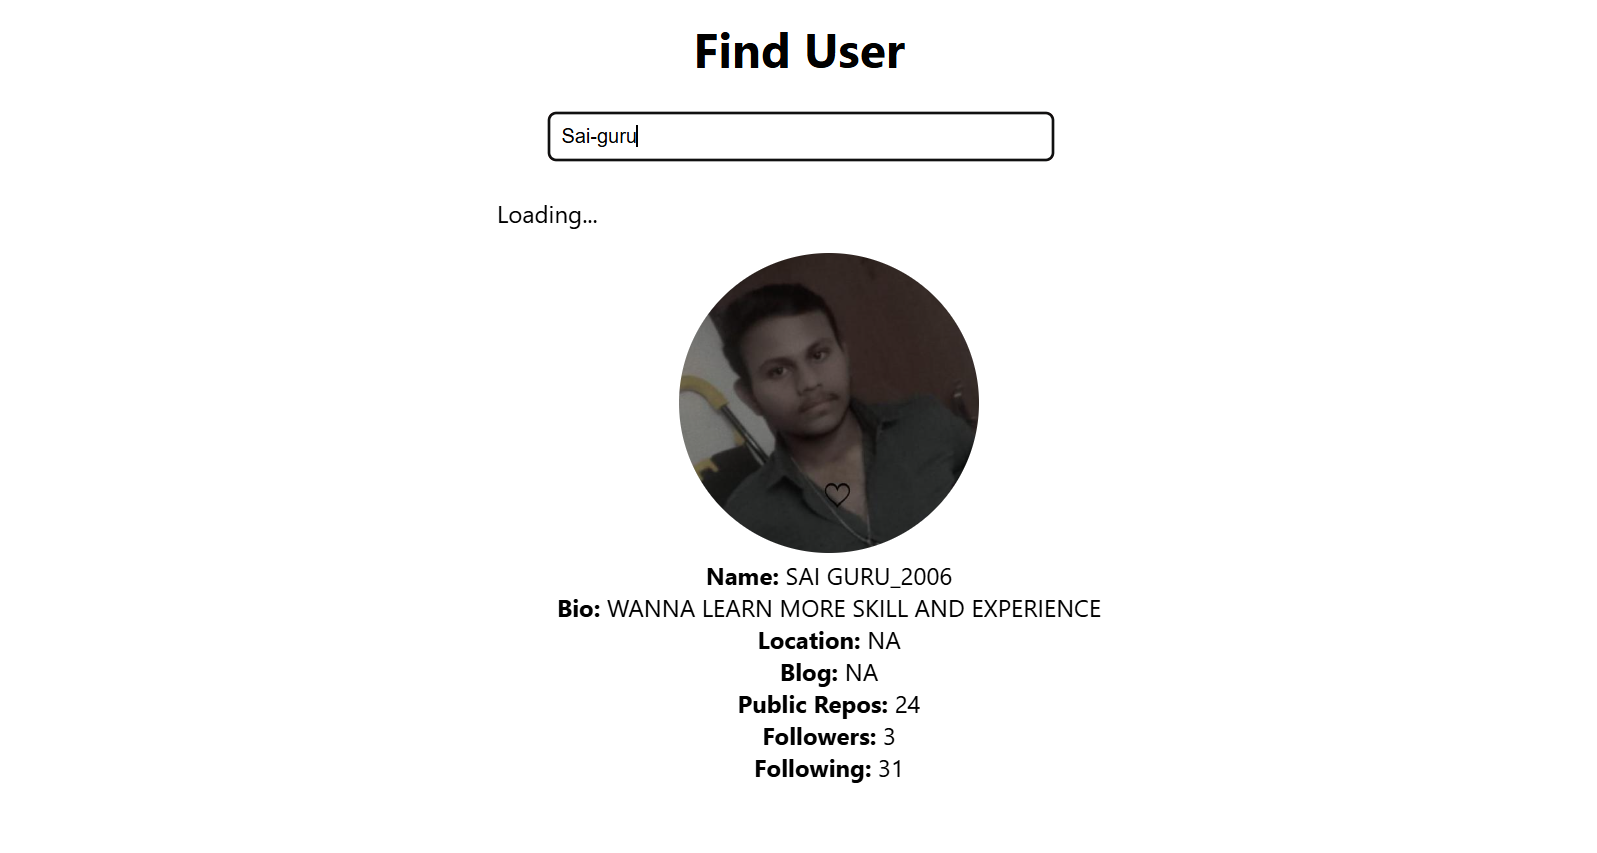 Find User
Sai-guru
Loading...
Name: SAI GURU_2006
Bio: WANNA LEARN MORE SKILL AND EXPERIENCE
Location: NA
Blog: NA
Public Repos: 24
Followers: 3
Following: 31